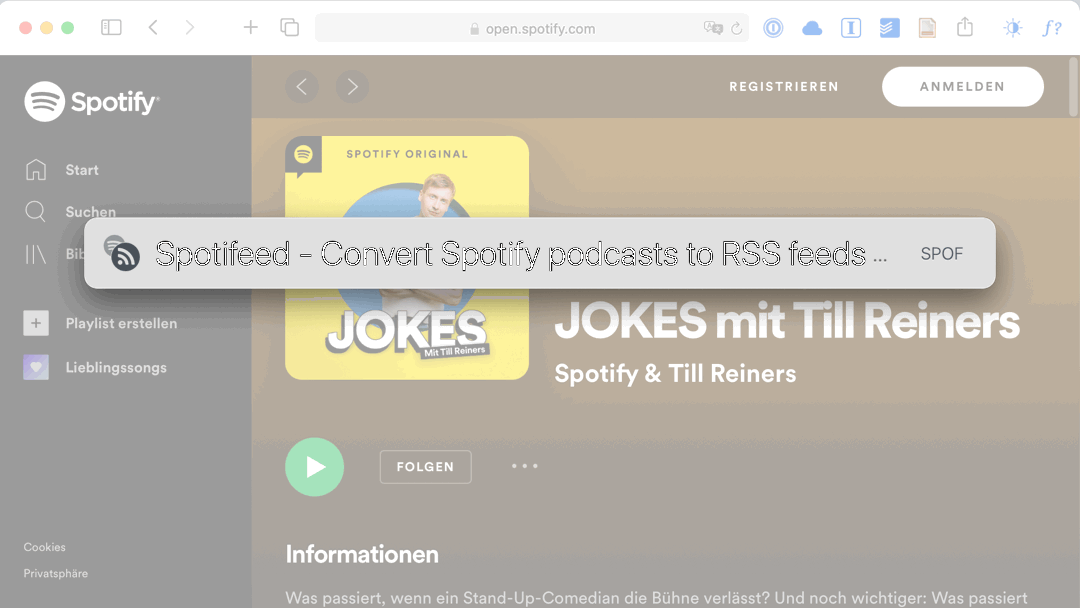 open.spotify.com
Spotify
REGISTRIEREN
ANMELDEN
SPOTIFY ORIGINAL
Start
Suchen
Bib
Spotifeed – Convert Spotify podcasts to RSS feeds ...
SPOF
JOKES
Mit Till Reiners
JOKES mit Till Reiners
Spotify & Till Reiners
Playlist erstellen
Lieblingssongs
FOLGEN
Informationen
Was passiert, wenn ein Stand-Up-Comedian die Bühne verlässt? Und noch wichtiger: Was passiert
Cookies
Privatsphäre